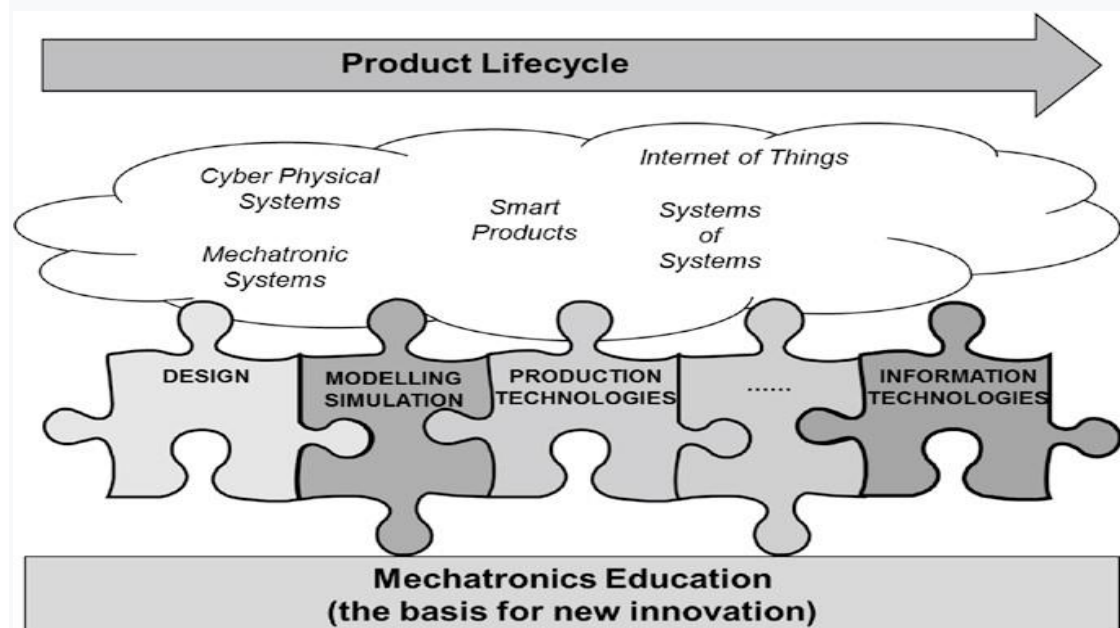 Product Lifecycle
Internet of Things
Cyber Physical
Systems
Smart
Products
Systems
of
Systems
Mechatronic
Systems
DESIGN
MODELLING
SIMULATION
PRODUCTION
TECHNOLOGIES
......
INFORMATION
TECHNOLOGIES
Mechatronics Education
(the basis for new innovation)